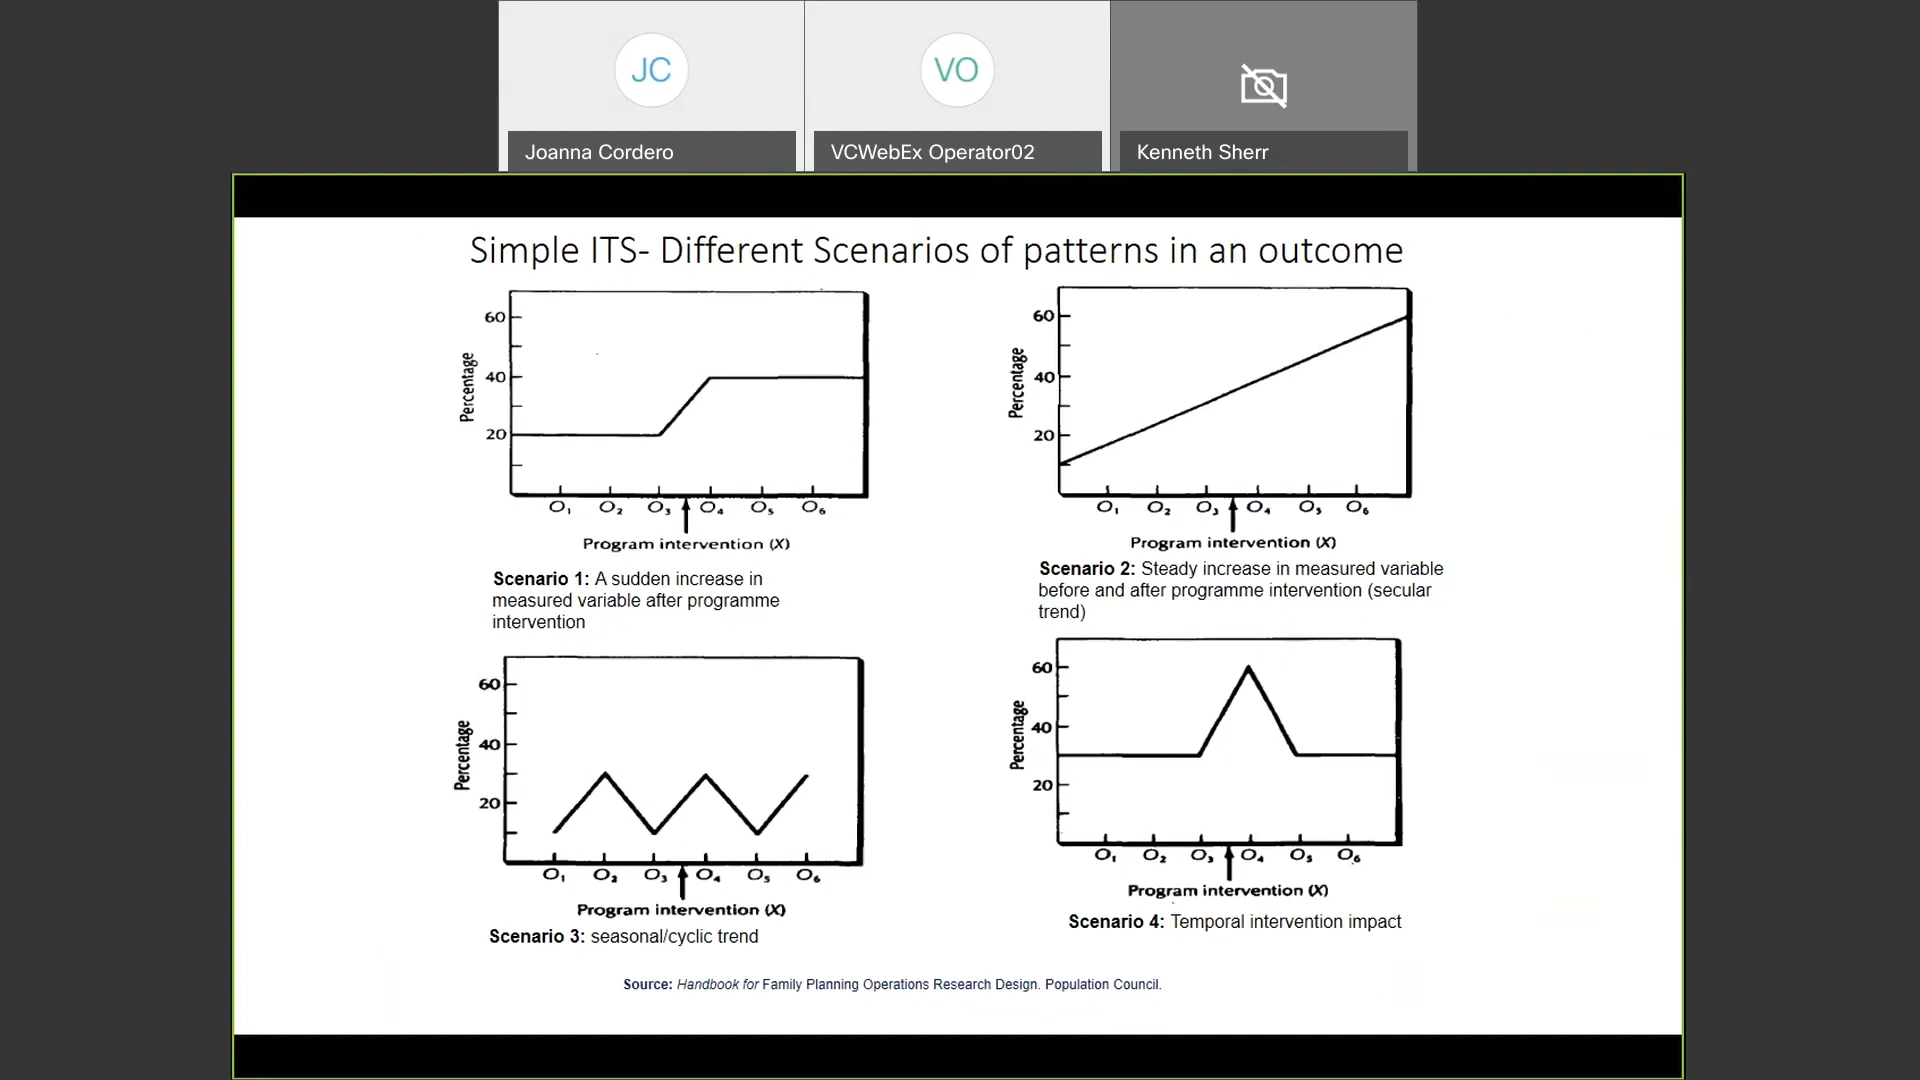 JC
VO
Joanna Cordero
VCWebEx Operator02
Kenneth Sherr
Simple ITS- Different Scenarios of patterns in an outcome
60
40
20
Percentage
O₁ O₂ O₃ O₄ O₅ O₆
Program intervention (X)
Scenario 1: A sudden increase in
measured variable after programme
intervention
60
40
20
Percentage
O₁ O₂ O₃ O₄ O₅ O₆
Program intervention (X)
Scenario 2: Steady increase in measured variable
before and after programme intervention (secular
trend)
60
40
20
Percentage
O₁ O₂ O₃ O₄ O₅ O₆
Program intervention (X)
Scenario 3: seasonal/cyclic trend
60
40
20
Percentage
O₁ O₂ O₃ O₄ O₅ O₆
Program intervention (X)
Scenario 4: Temporal intervention impact
Source: Handbook for Family Planning Operations Research Design. Population Council.